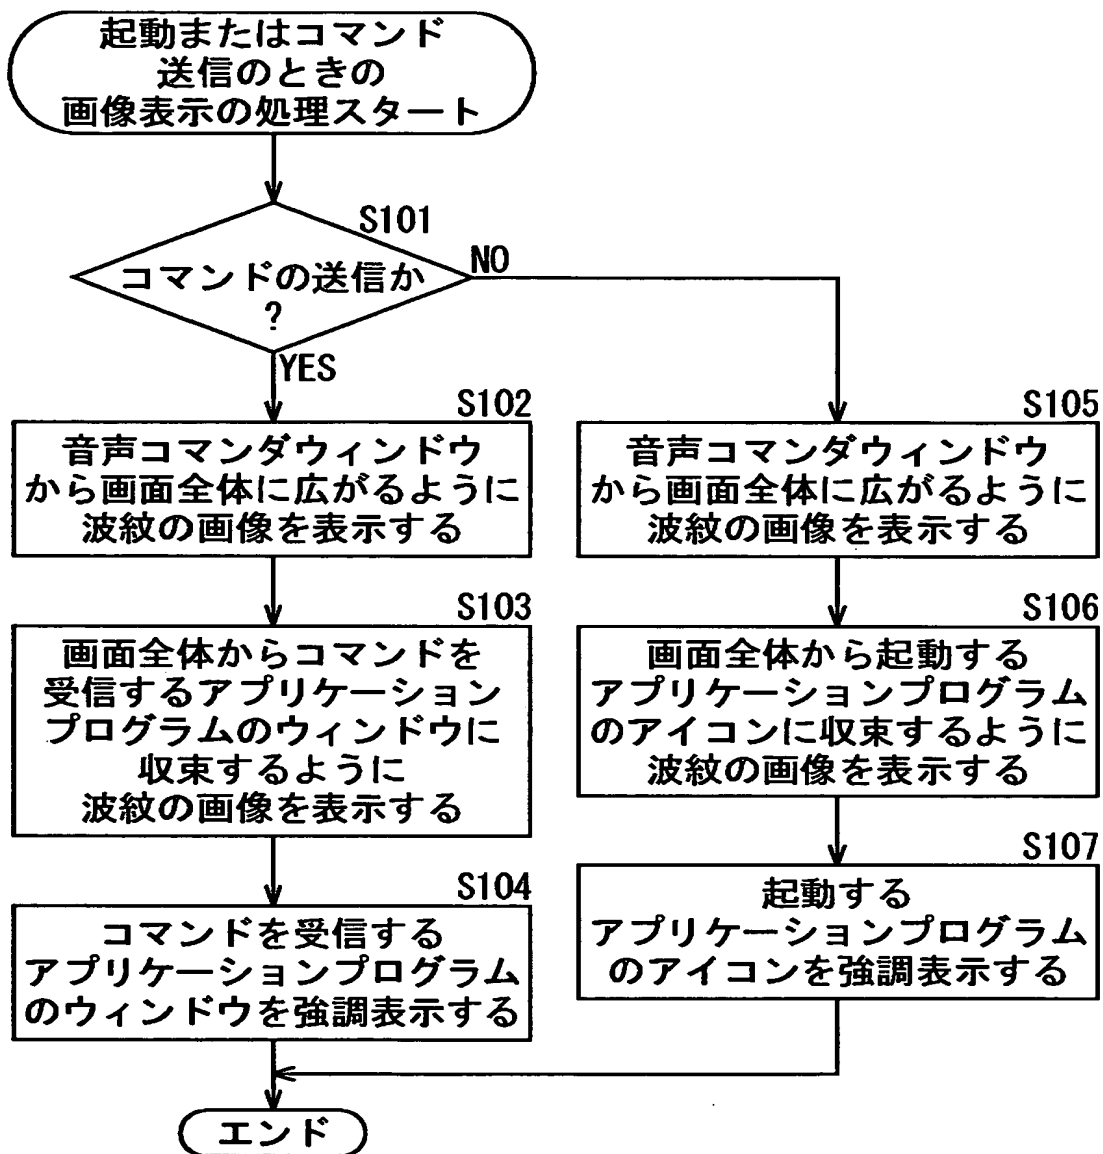 起動またはコマンド
送信のときの
画像表示の処理スタート
S101
コマンドの送信か
?
NO
YES
S102
音声コマンダウィンドウ
から画面全体に広がるように
波紋の画像を表示する
S103
画面全体からコマンドを
受信するアプリケーション
プログラムのウィンドウに
収束するように
波紋の画像を表示する
S104
コマンドを受信する
アプリケーションプログラム
のウィンドウを強調表示する
S105
音声コマンダウィンドウ
から画面全体に広がるように
波紋の画像を表示する
S106
画面全体から起動する
アプリケーションプログラム
のアイコンに収束するように
波紋の画像を表示する
S107
起動する
アプリケーションプログラム
のアイコンを強調表示する
エンド